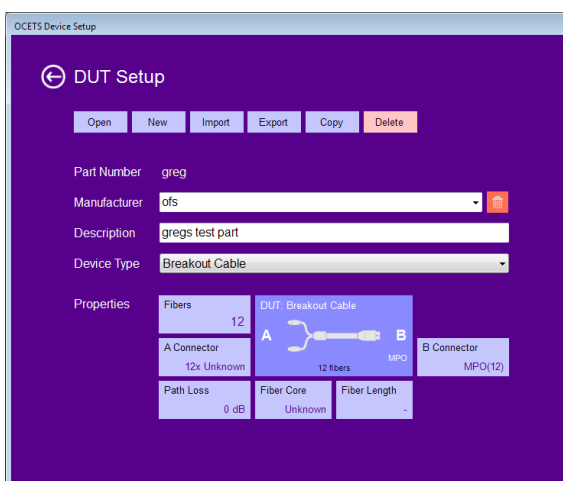 OCETS Device Setup
DUT Setup
Open New Import Export Copy Delete
Part Number greg
Manufacturer ofs
Description gregs test part
Device Type Breakout Cable
Properties
Fibers
12
DUT: Breakout Cable
A B
MPO
12 fibers
A Connector
12x Unknown
B Connector
MPO(12)
Path Loss
0 dB
Fiber Core
Unknown
Fiber Length
-